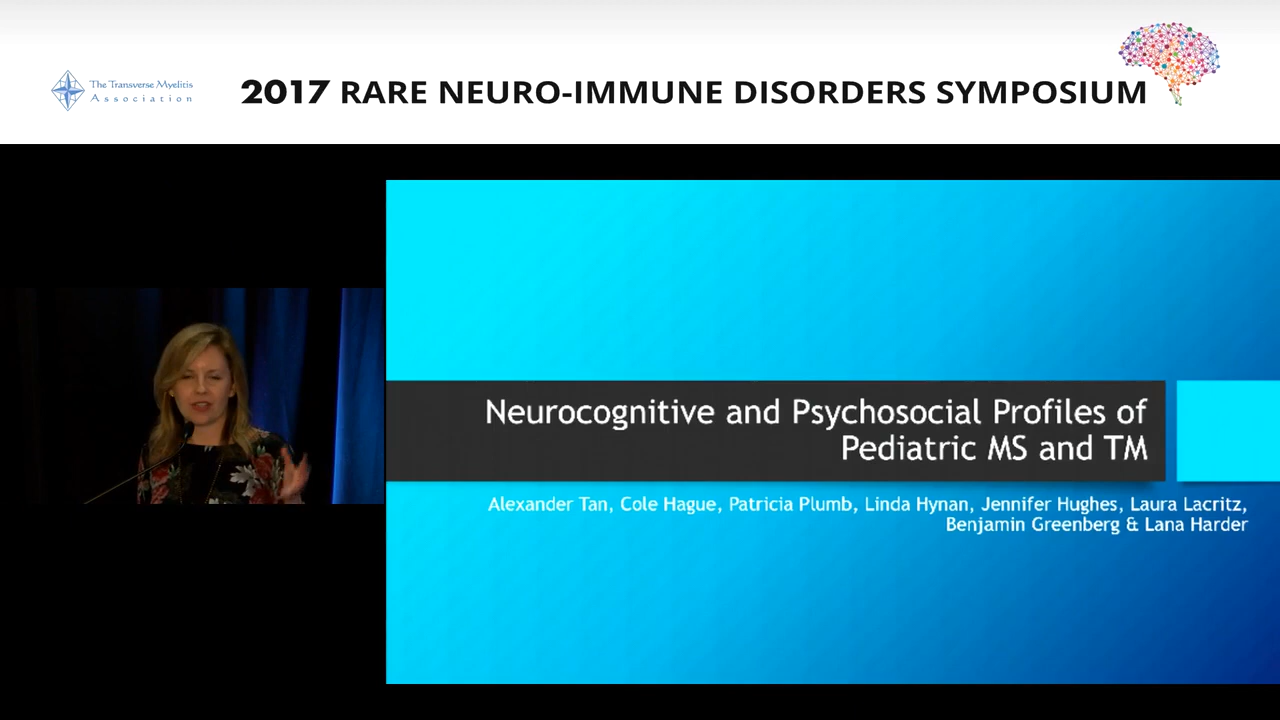 The Transverse Myelitis
Association
2017 RARE NEURO-IMMUNE DISORDERS SYMPOSIUM
Neurocognitive and Psychosocial Profiles of
Pediatric MS and TM
Alexander Tan, Cole Hague, Patricia Plumb, Linda Hynan, Jennifer Hughes, Laura Lacritz,
Benjamin Greenberg & Lana Harder